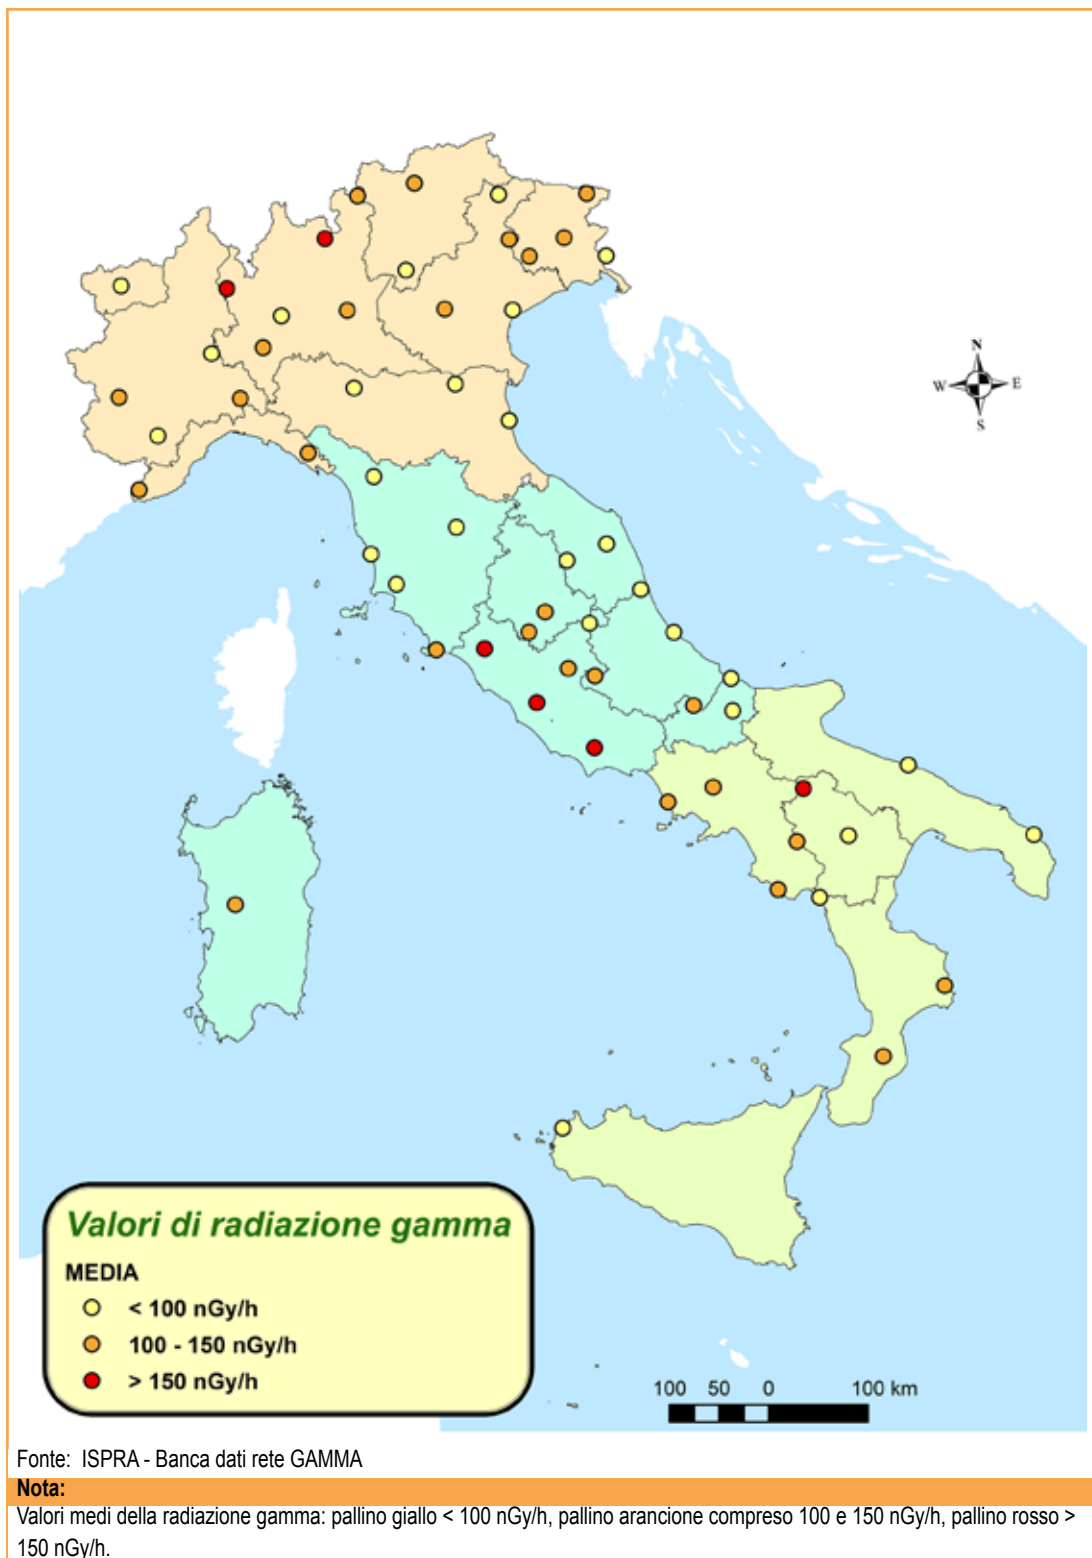 N
W E
S
Valori di radiazione gamma
MEDIA
< 100 nGy/h
100 - 150 nGy/h
> 150 nGy/h
100 50 0 100 km
Fonte: ISPRA - Banca dati rete GAMMA
Nota:
Valori medi della radiazione gamma: pallino giallo < 100 nGy/h, pallino arancione compreso 100 e 150 nGy/h, pallino rosso >
150 nGy/h.